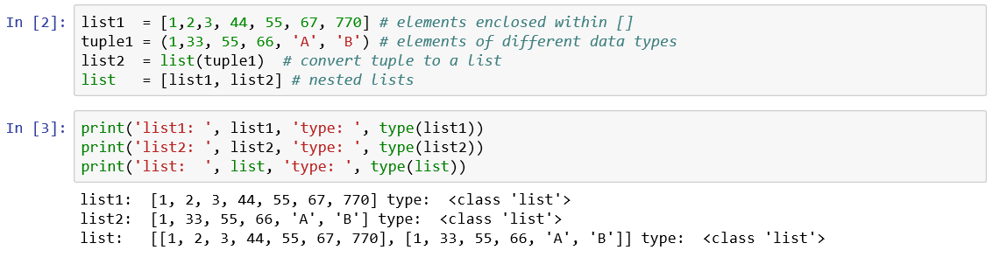 In [2]: list1  = [1,2,3, 44, 55, 67, 770] # elements enclosed within []
tuple1 = (1,33, 55, 66, 'A', 'B') # elements of different data types
list2  = list(tuple1)  # convert tuple to a list
list   = [list1, list2] # nested lists
In [3]: print('list1: ', list1, 'type: ', type(list1))
print('list2: ', list2, 'type: ', type(list2))
print('list:  ', list, 'type: ', type(list))
list1:  [1, 2, 3, 44, 55, 67, 770] type:  <class 'list'>
list2:  [1, 33, 55, 66, 'A', 'B'] type:  <class 'list'>
list:   [[1, 2, 3, 44, 55, 67, 770], [1, 33, 55, 66, 'A', 'B']] type:  <class 'list'>